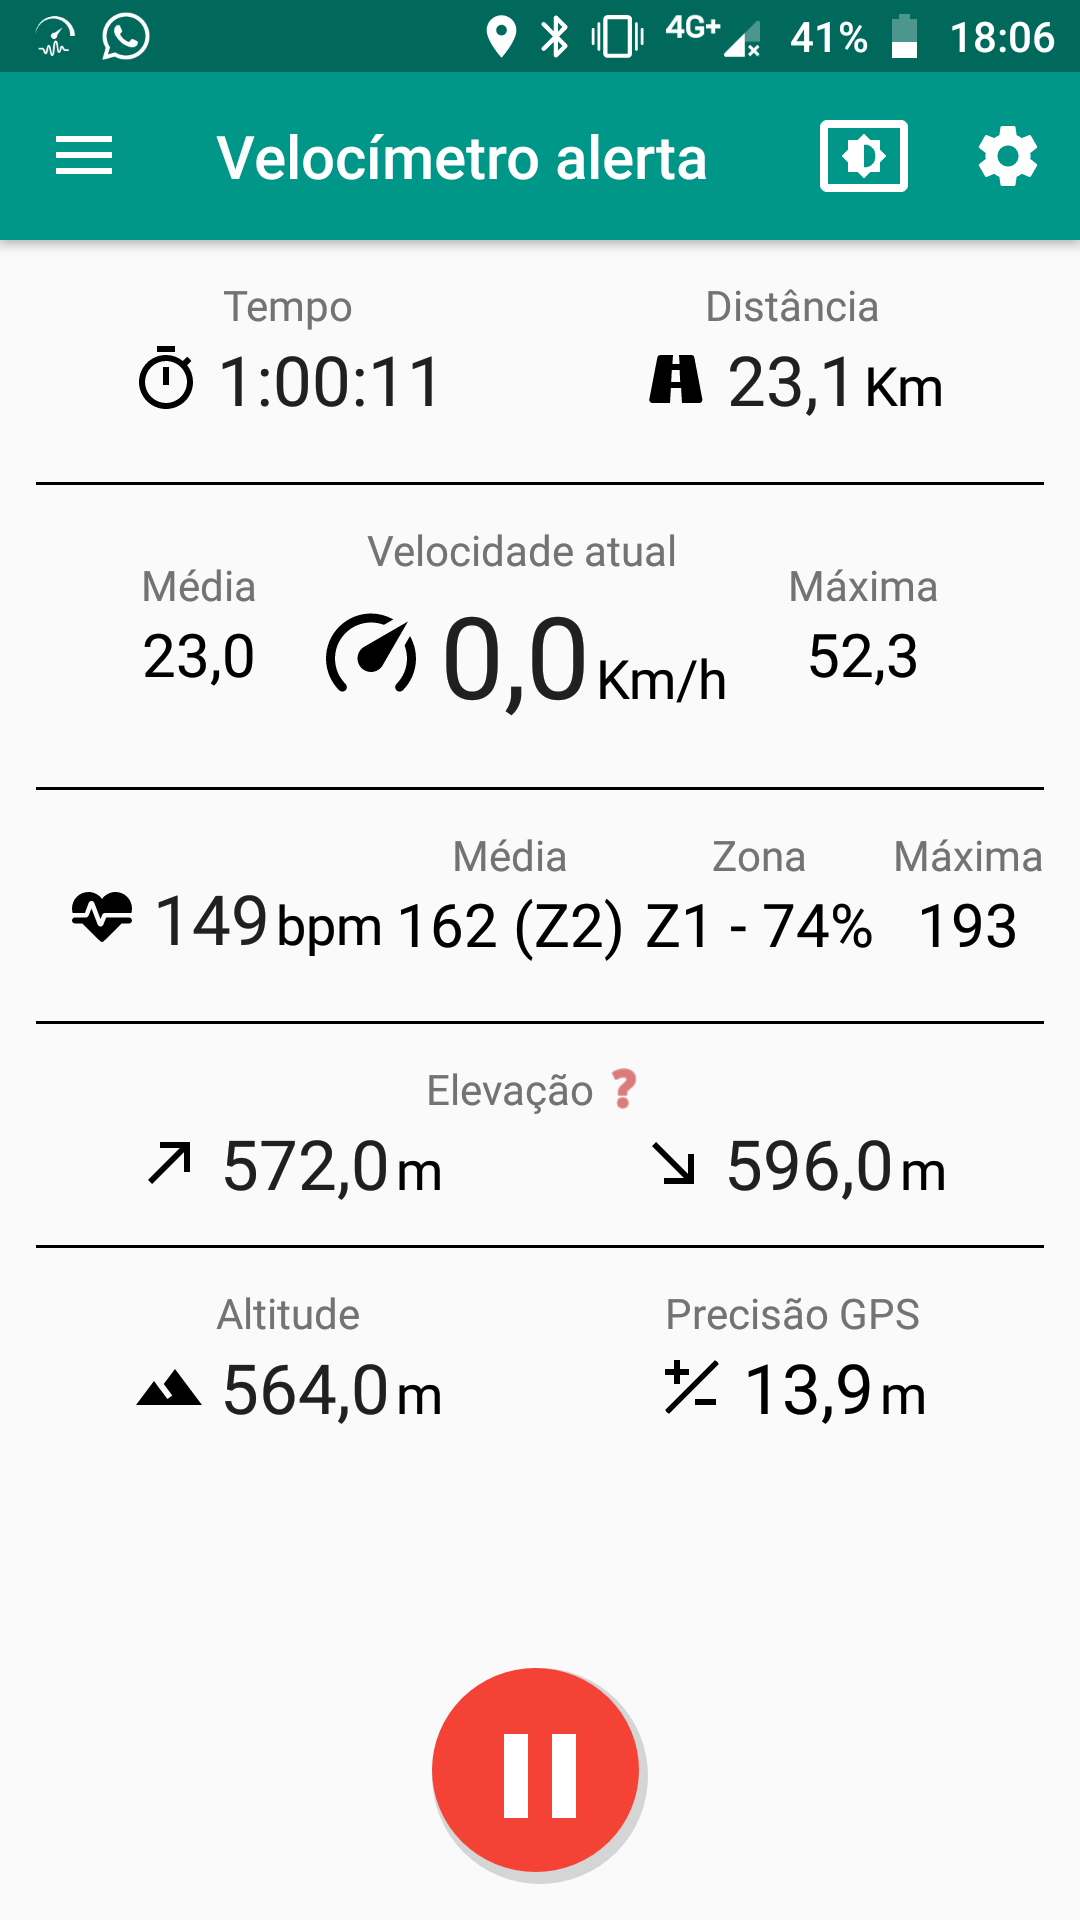 4G+ 41% 18:06
Velocímetro alerta
Tempo Distância
1:00:11 23,1 Km
Velocidade atual
Média Máxima
23,0 0,0 Km/h 52,3
Média Zona Máxima
149 bpm 162 (Z2) Z1 - 74% 193
Elevação ?
572,0 m 596,0 m
Altitude Precisão GPS
564,0 m 13,9 m